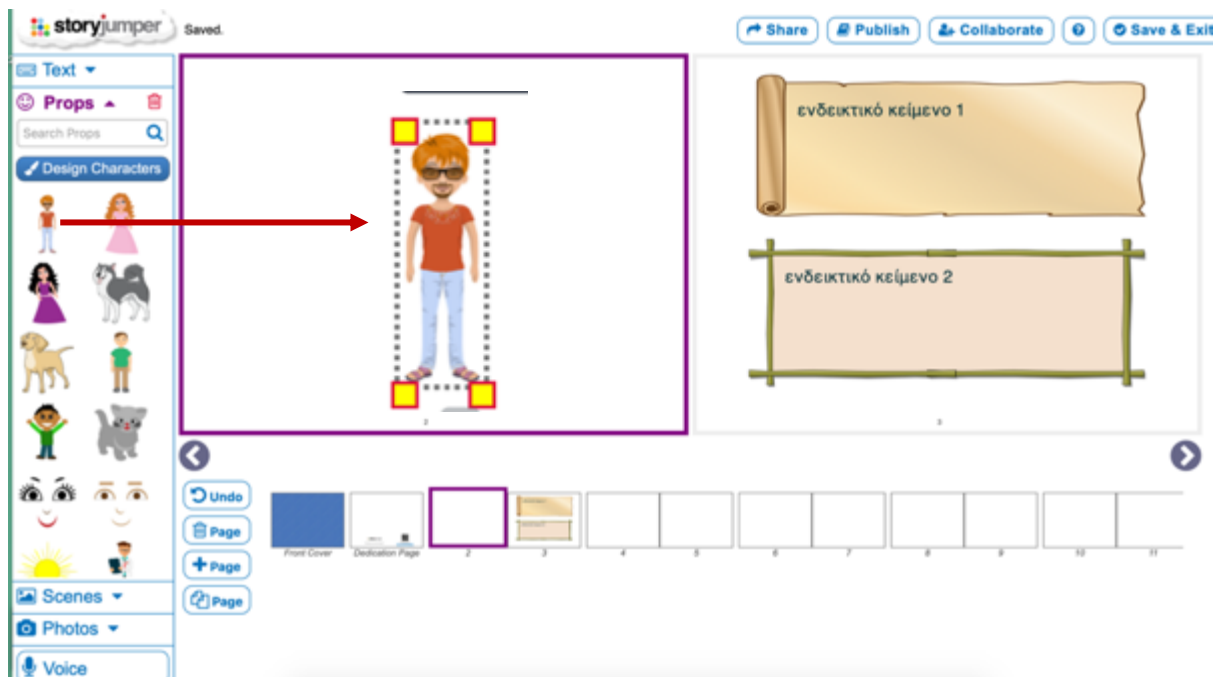 storyjumper
Saved.
Share
Publish
Collaborate
?
Save & Exit
Text
Props
Search Props
Design Characters
ενδεικτικό κείμενο 1
ενδεικτικό κείμενο 2
2
3
Undo
Page
+ Page
Page
Front Cover
Dedication Page
2
3
4
5
6
7
8
9
10
11
Scenes
Photos
Voice